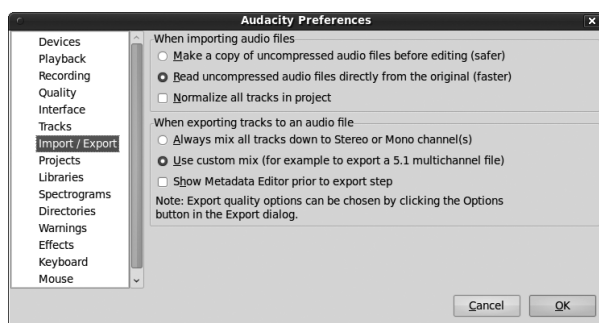 Audacity Preferences
Devices
Playback
Recording
Quality
Interface
Tracks
Import / Export
Projects
Libraries
Spectrograms
Directories
Warnings
Effects
Keyboard
Mouse
When importing audio files
Make a copy of uncompressed audio files before editing (safer)
Read uncompressed audio files directly from the original (faster)
Normalize all tracks in project
When exporting tracks to an audio file
Always mix all tracks down to Stereo or Mono channel(s)
Use custom mix (for example to export a 5.1 multichannel file)
Show Metadata Editor prior to export step
Note: Export quality options can be chosen by clicking the Options
button in the Export dialog.
Cancel
OK